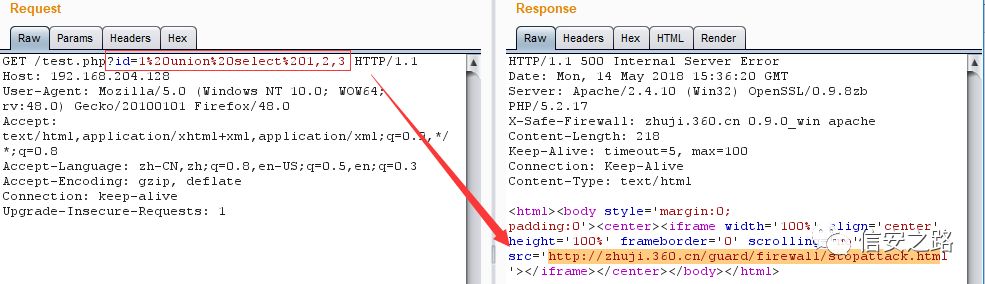 Request
Raw Params Headers Hex
GET /test.php?id=1%20union%20select%201,2,3 HTTP/1.1
Host: 192.168.204.128
User-Agent: Mozilla/5.0 (Windows NT 10.0; WOW64;
rv:48.0) Gecko/20100101 Firefox/48.0
Accept:
text/html,application/xhtml+xml,application/xml;q=0.9,*/
*;q=0.8
Accept-Language: zh-CN,zh;q=0.8,en-US;q=0.5,en;q=0.3
Accept-Encoding: gzip, deflate
Connection: keep-alive
Upgrade-Insecure-Requests: 1
Response
Raw Headers Hex HTML Render
HTTP/1.1 500 Internal Server Error
Date: Mon, 14 May 2018 15:36:20 GMT
Server: Apache/2.4.10 (Win32) OpenSSL/0.9.8zb
PHP/5.2.17
X-Safe-Firewall: zhuji.360.cn 0.9.0_win apache
Content-Length: 218
Keep-Alive: timeout=5, max=100
Connection: Keep-Alive
Content-Type: text/html
<html><body style='margin:0;
padding:0'><center><iframe width='100%' align='center'
height='100%' frameborder='0' scrolling
src='http://zhuji.360.cn/guard/firewall/stopattack.html
'></iframe></center></body></html>
信安之路